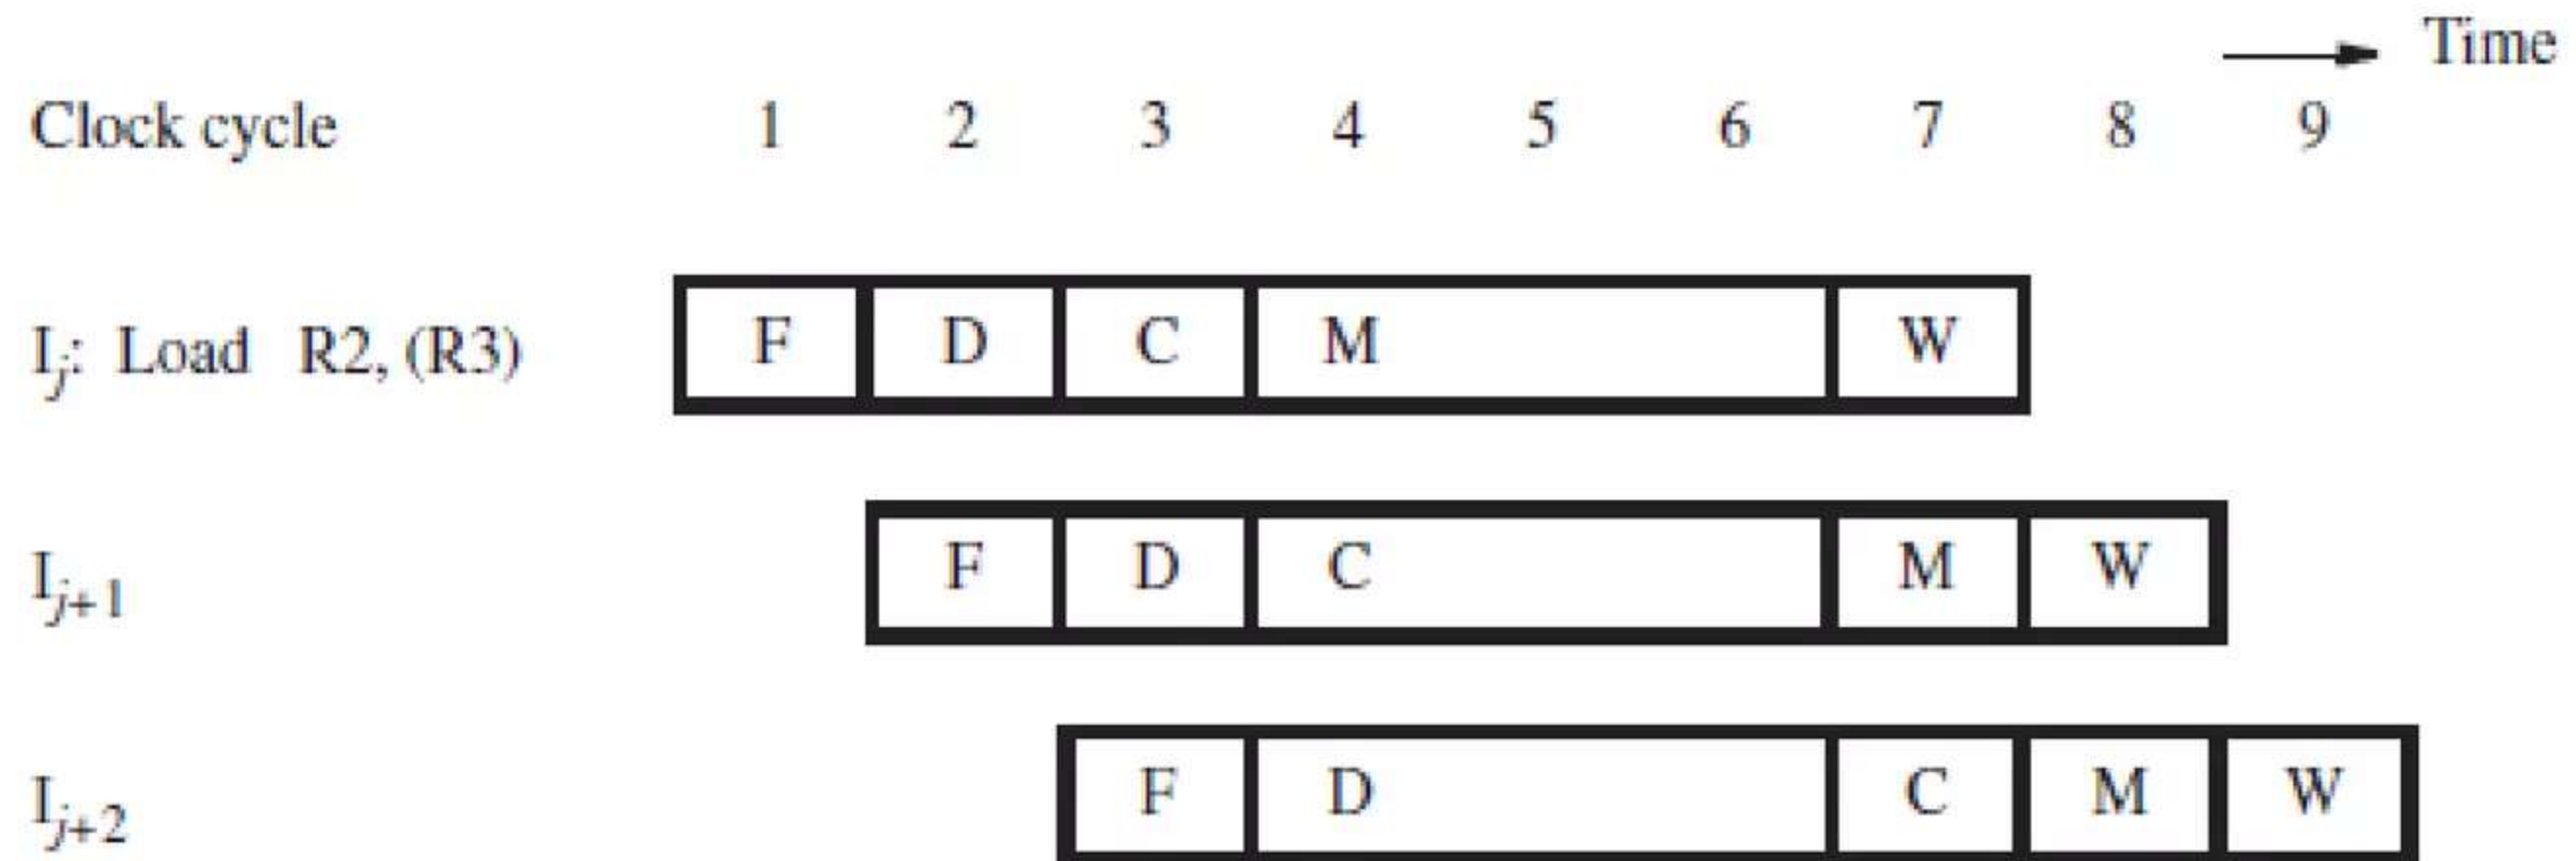 Time
Clock cycle 1 2 3 4 5 6 7 8 9
Ij: Load R2, (R3) F D C M W
Ij+1 F D C M W
Ij+2 F D C M W